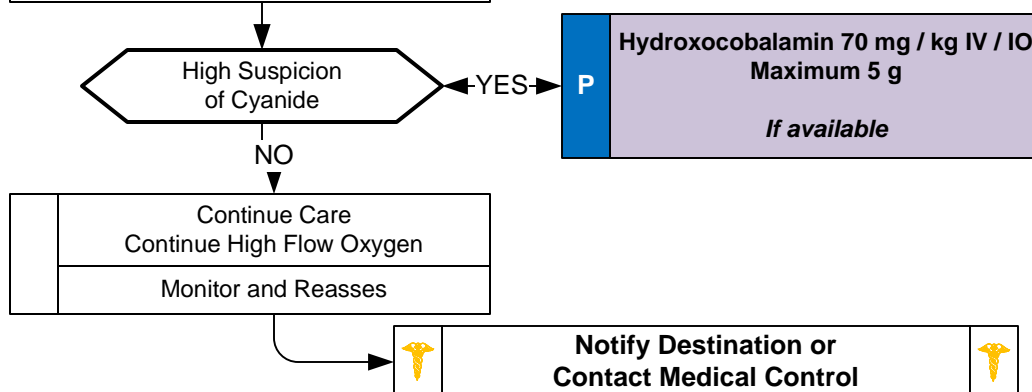 High Suspicion
of Cyanide
YES
P
Hydroxocobalamin 70 mg / kg IV / IO
Maximum 5 g
If available
NO
Continue Care
Continue High Flow Oxygen
Monitor and Reasses
Notify Destination or
Contact Medical Control